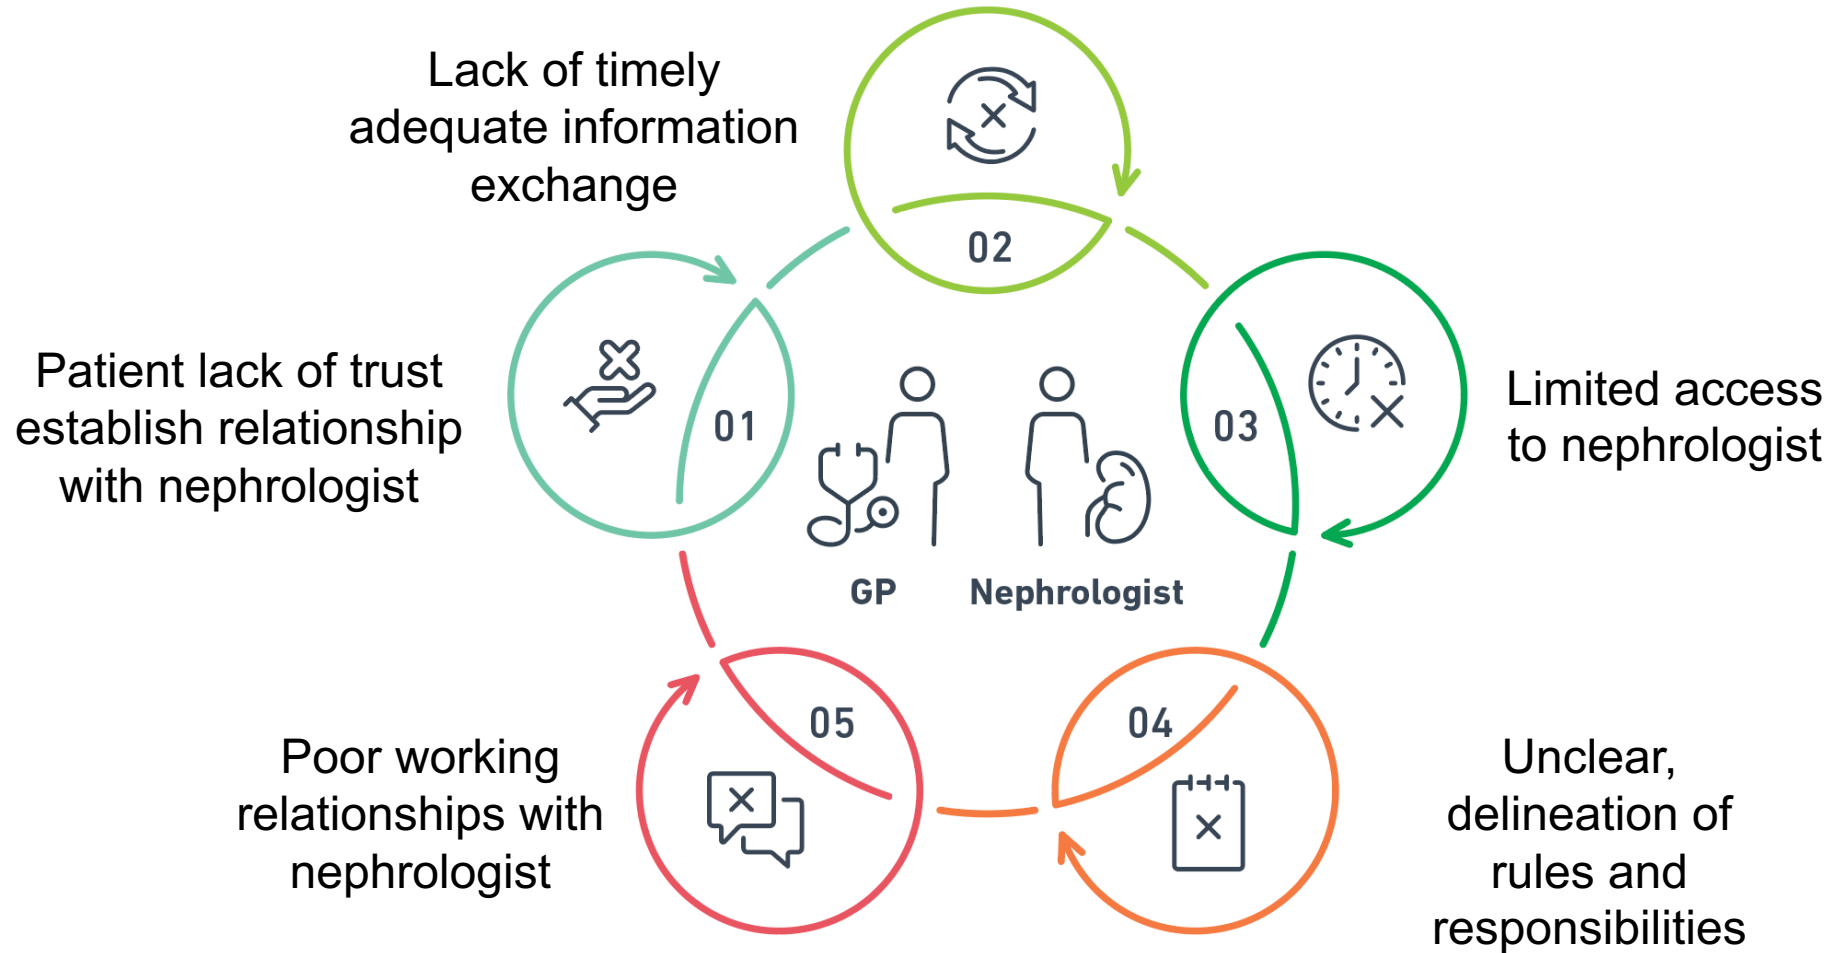 Lack of timely
adequate information
exchange
02
Patient lack of trust
establish relationship
with nephrologist
01
03
Limited access
to nephrologist
GP
Nephrologist
05
Poor working
relationships with
nephrologist
04
Unclear,
delineation of
rules and
responsibilities